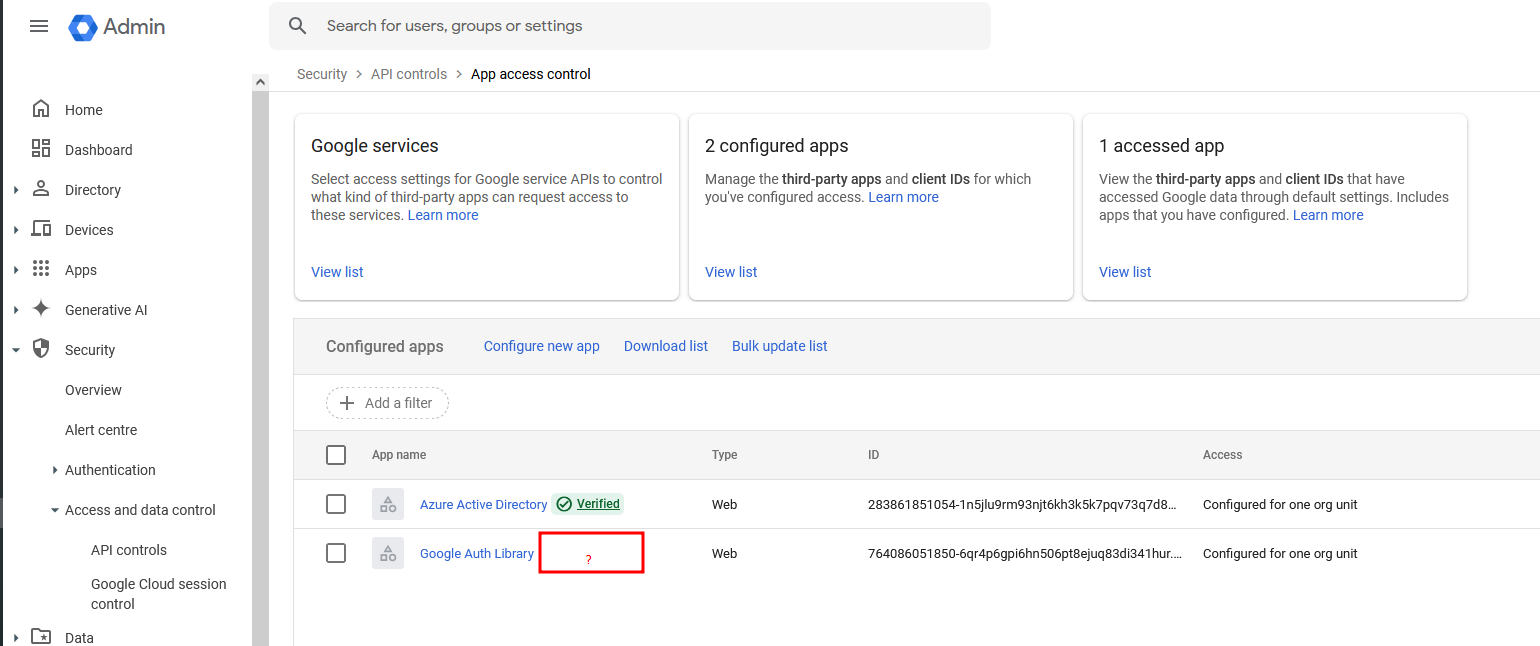 Admin
Search for users, groups or settings
Security > API controls > App access control
Home
Dashboard
Directory
Devices
Apps
Generative AI
Security
Overview
Alert centre
Authentication
Access and data control
API controls
Google Cloud session
control
Data
Google services
Select access settings for Google service APIs to control
what kind of third-party apps can request access to
these services. Learn more
View list
2 configured apps
Manage the third-party apps and client IDs for which
you've configured access. Learn more
View list
1 accessed app
View the third-party apps and client IDs that have
accessed Google data through default settings. Includes
apps that you have configured. Learn more
View list
Configured apps Configure new app Download list Bulk update list
Add a filter
App name Type ID Access
Azure Active Directory Verified Web 283861851054-1n5jlu9rm93njt6kh3k5k7pqv73q7d8... Configured for one org unit
Google Auth Library ? Web 764086051850-6qr4p6gpi6hn506pt8ejuq83di341hur.... Configured for one org unit